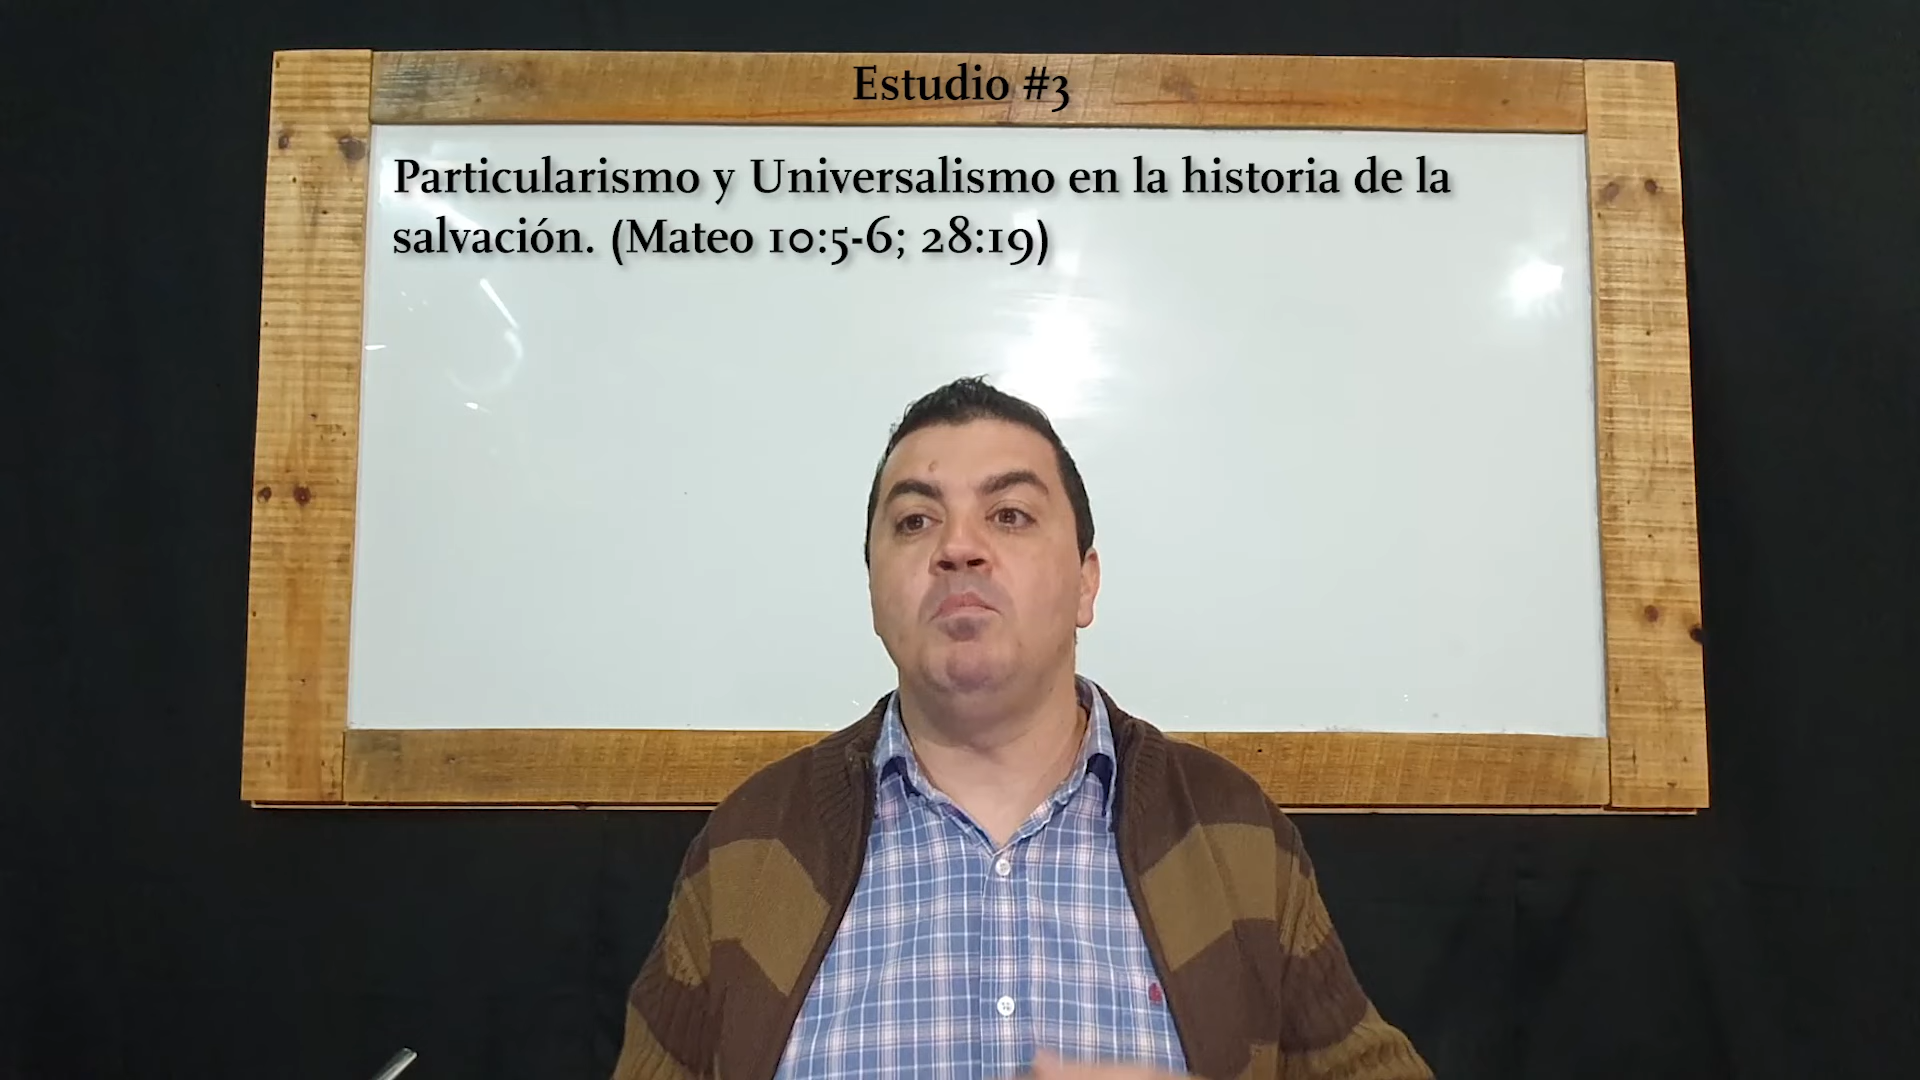 Estudio #3
Particularismo y Universalismo en la historia de la
salvación. (Mateo 10:5-6; 28:19)